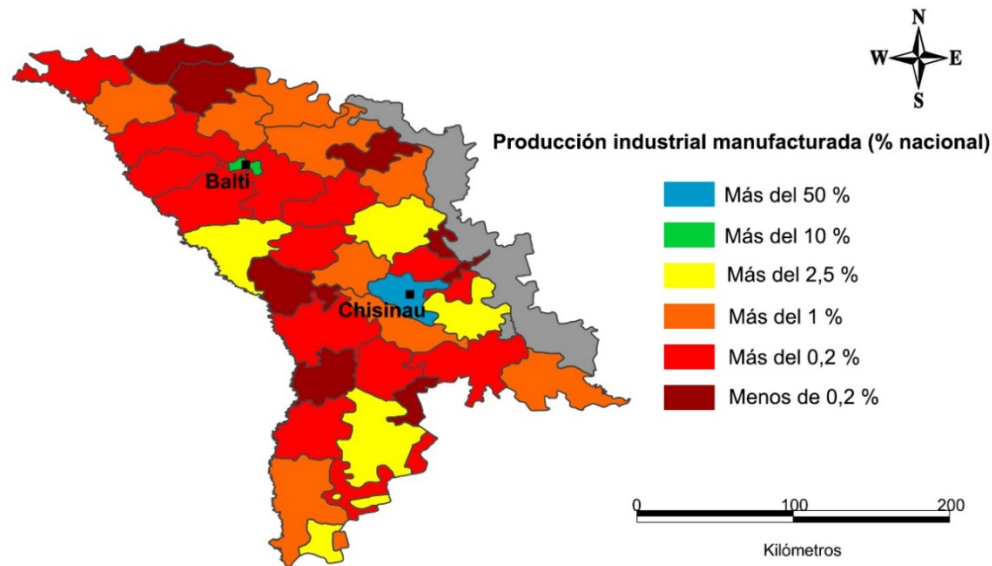 N
W E
S
Producción industrial manufacturada (% nacional)
Más del 50 %
Balti
Más del 10 %
Más del 2,5 %
Chisinau
Más del 1 %
Más del 0,2 %
Menos de 0,2 %
0 100 200
Kilómetros